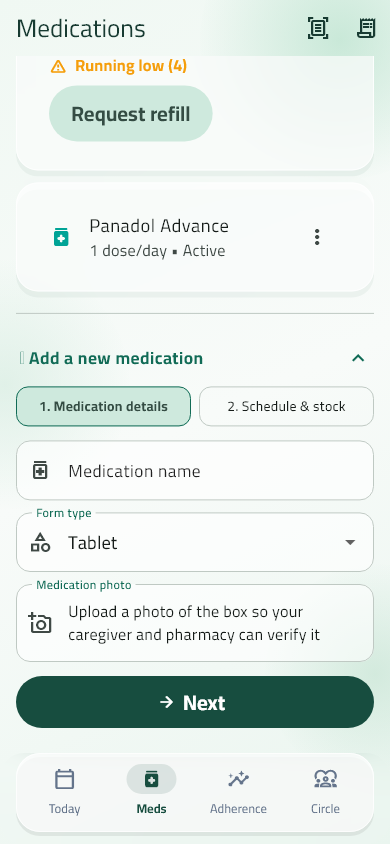 Medications
Running low (4)
Request refill
Panadol Advance
1 dose/day • Active
Add a new medication
1. Medication details
2. Schedule & stock
Medication name
Form type
Tablet
Medication photo
Upload a photo of the box so your
caregiver and pharmacy can verify it
Next
Today
Meds
Adherence
Circle